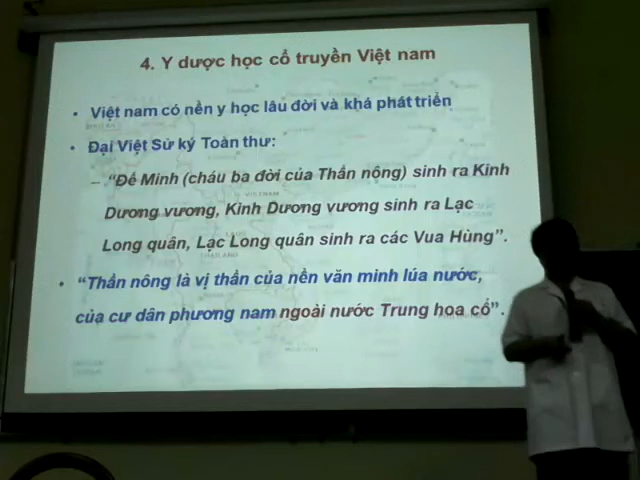 4. Y dược học cổ truyền Việt nam
• Việt nam có nền y học lâu đời và khá phát triển
• Đại Việt Sử ký Toàn thư:
– "Đế Minh (cháu ba đời của Thần nông) sinh ra Kinh
Dương vương, Kinh Dương vương sinh ra Lạc
Long quân, Lạc Long quân sinh ra các Vua Hùng".
• "Thần nông là vị thần của nền văn minh lúa nước,
của cư dân phương nam ngoài nước Trung hoa cổ".
VIETNAM
THAILAND